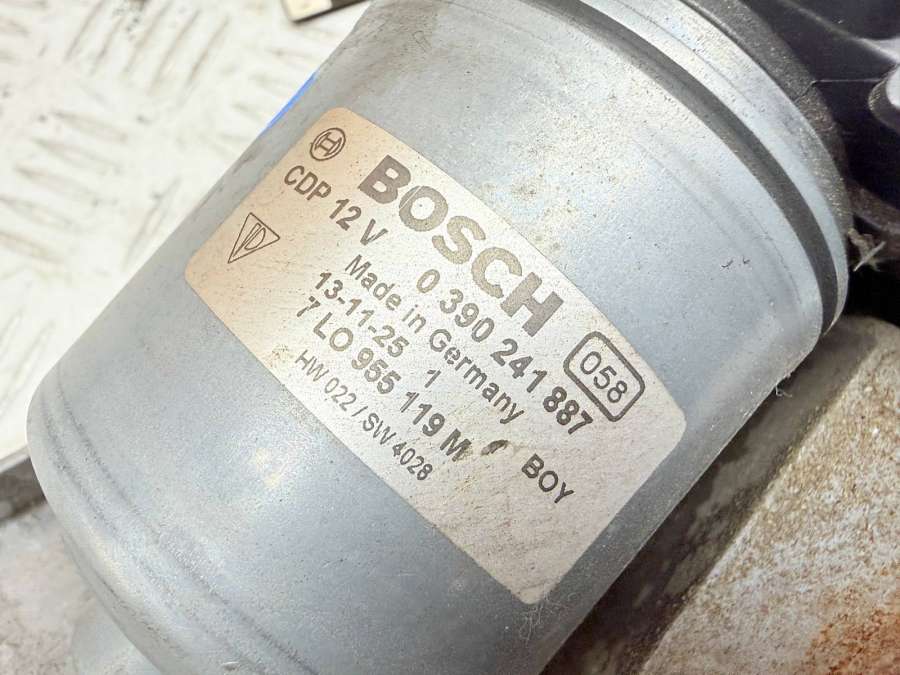 BOSCH
CDP 12 V 0 390 241 887
058
Made in Germany
13-11-25 1
7 LO 955 119 M BOY
HW 022 / SW 4028